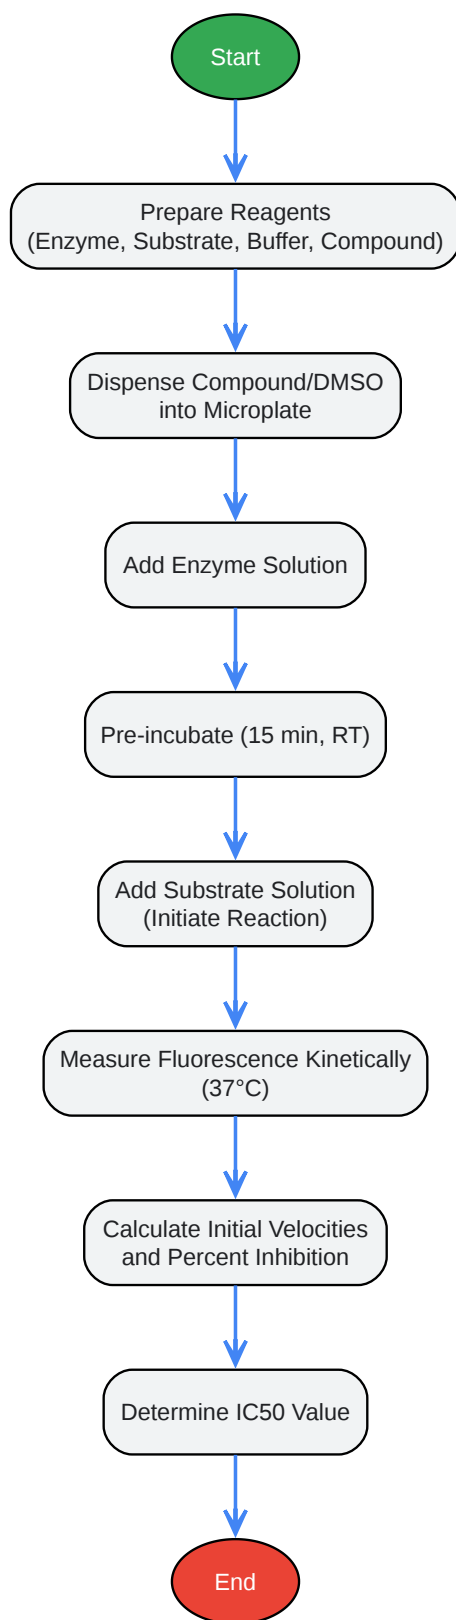 Start
Prepare Reagents
(Enzyme, Substrate, Buffer, Compound)
Dispense Compound/DMSO
into Microplate
Add Enzyme Solution
Pre-incubate (15 min, RT)
Add Substrate Solution
(Initiate Reaction)
Measure Fluorescence Kinetically
(37°C)
Calculate Initial Velocities
and Percent Inhibition
Determine IC50 Value
End